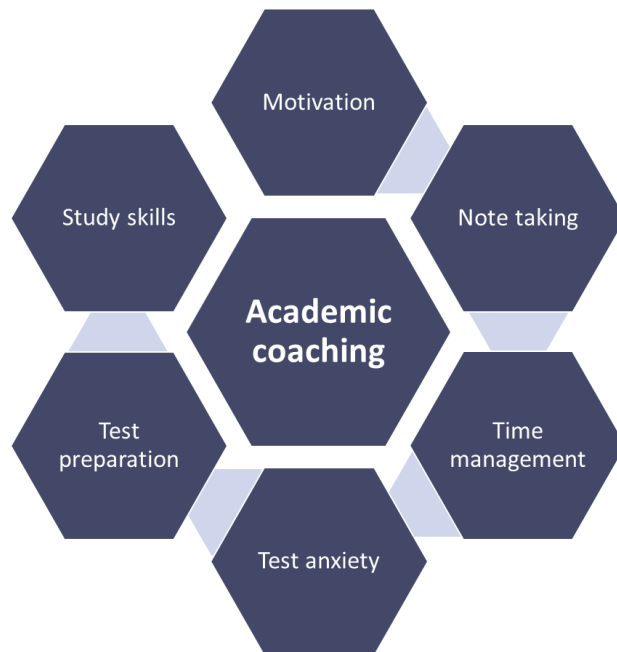 Motivation
Study skills
Note taking
Academic
coaching
Test
preparation
Time
management
Test anxiety